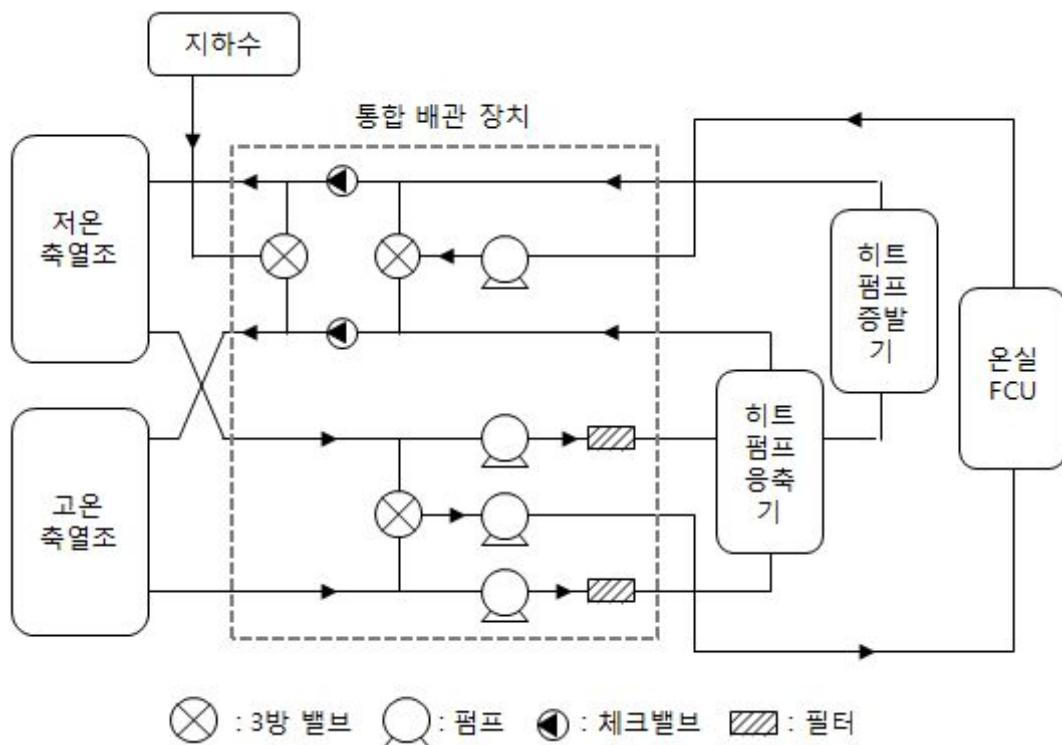 지하수
통합 배관 장치
저온
축열조
히트
펌프
증발
기
온실
FCU
히트
펌프
응축
기
고온
축열조
: 3방 밸브
: 펌프
: 체크밸브
: 필터